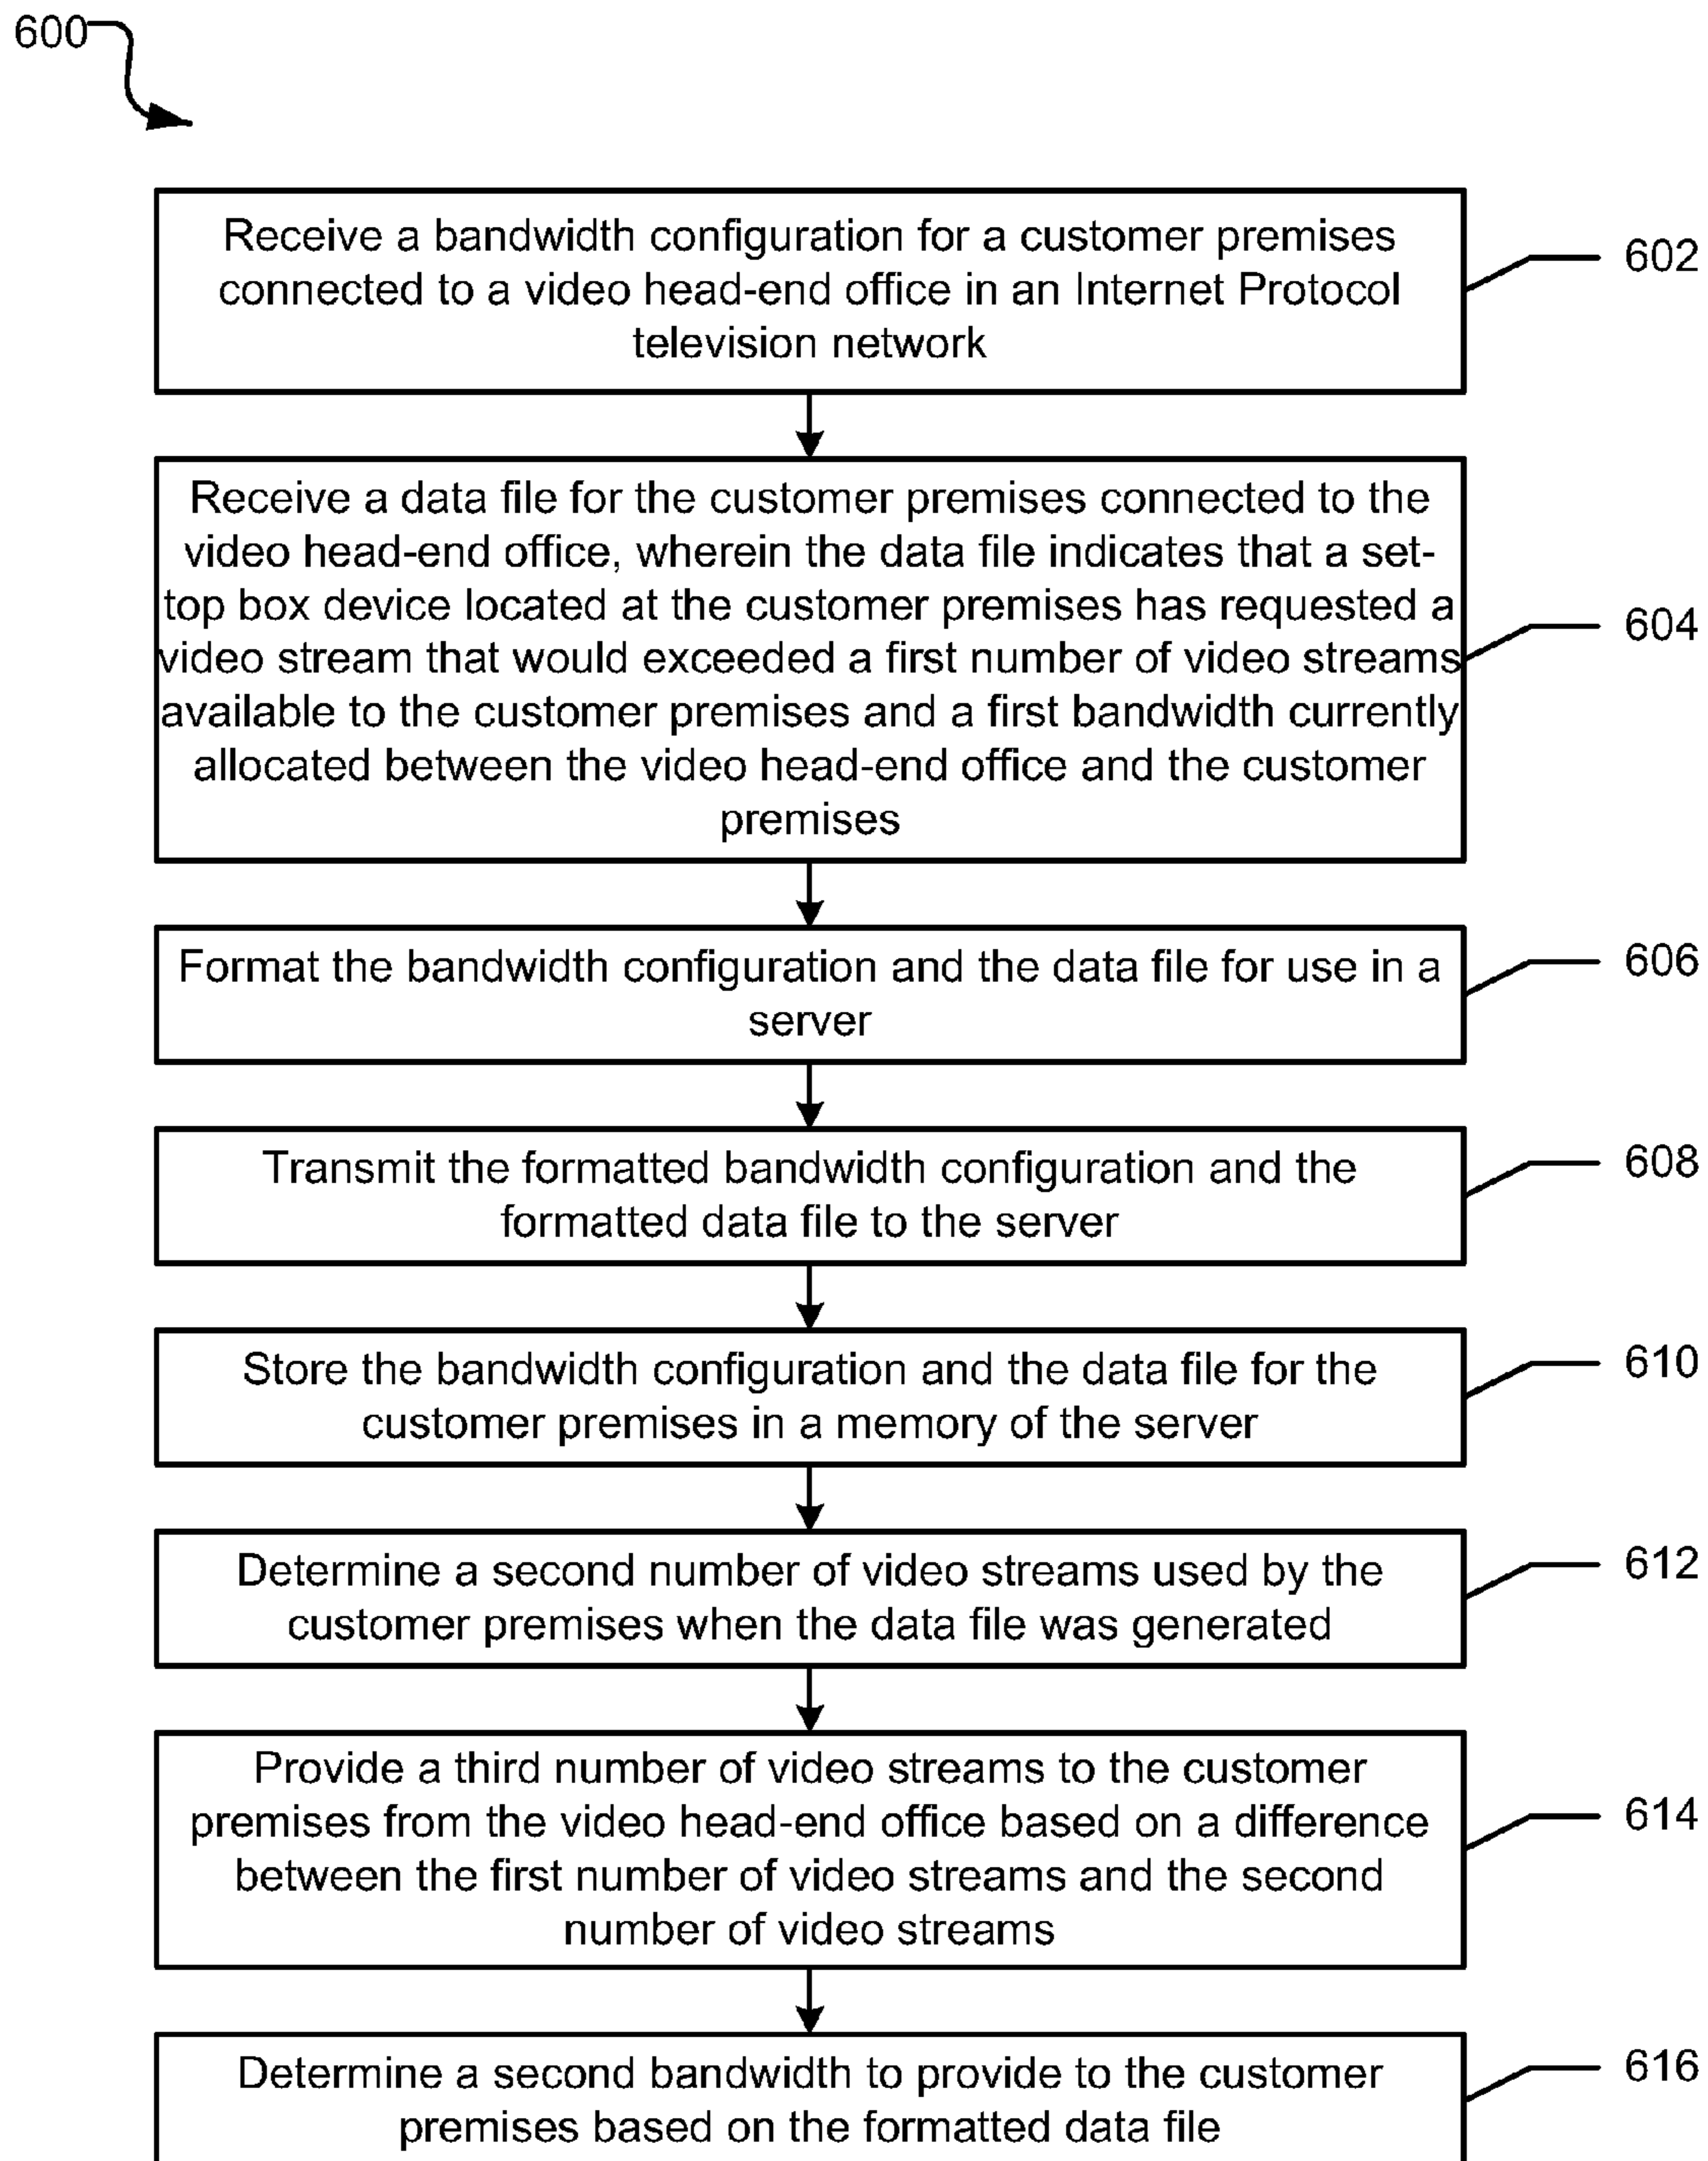 600
Receive a bandwidth configuration for a customer premises
connected to a video head-end office in an Internet Protocol
television network
602
Receive a data file for the customer premises connected to the
video head-end office, wherein the data file indicates that a set-
top box device located at the customer premises has requested a
video stream that would exceeded a first number of video streams
available to the customer premises and a first bandwidth currently
allocated between the video head-end office and the customer
premises
604
Format the bandwidth configuration and the data file for use in a
server
606
Transmit the formatted bandwidth configuration and the
formatted data file to the server
608
Store the bandwidth configuration and the data file for the
customer premises in a memory of the server
610
Determine a second number of video streams used by the
customer premises when the data file was generated
612
Provide a third number of video streams to the customer
premises from the video head-end office based on a difference
between the first number of video streams and the second
number of video streams
614
Determine a second bandwidth to provide to the customer
premises based on the formatted data file
616